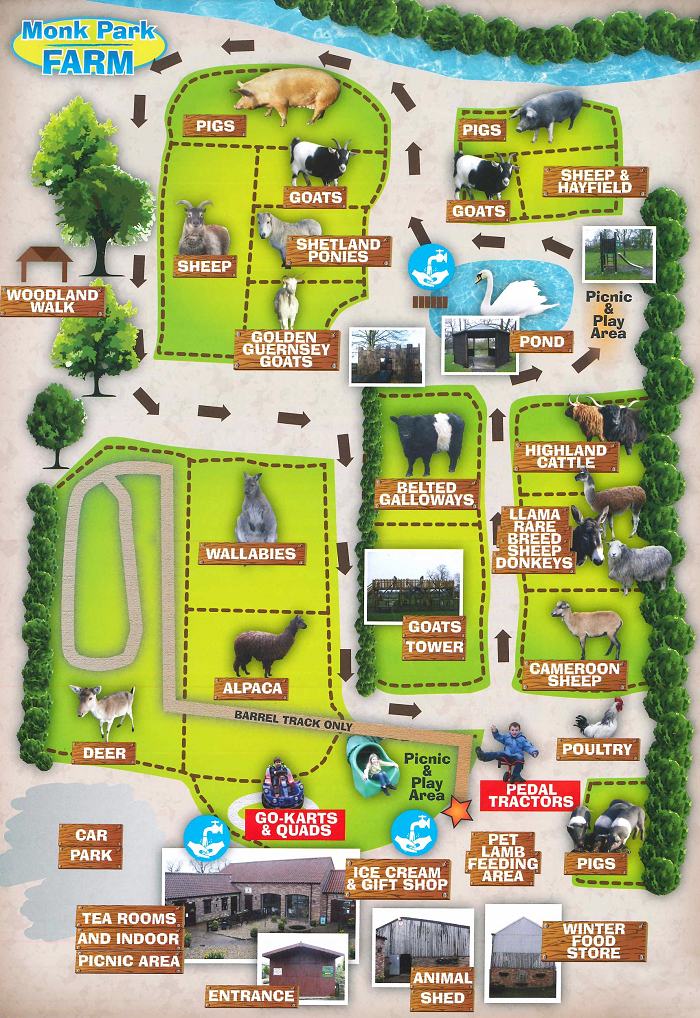 Monk Park
FARM
PIGS
GOATS
SHEEP
SHETLAND
PONIES
GOLDEN
GUERNSEY
GOATS
PIGS
SHEEP &
HAYFIELD
GOATS
WOODLAND
WALK
Picnic
&
Play
Area
POND
HIGHLAND
CATTLE
BELTED
GALLOWAYS
LLAMA
RARE
BREED
SHEEP
DONKEYS
WALLABIES
GOATS
TOWER
CAMEROON
SHEEP
ALPACA
BARREL TRACK ONLY
DEER
POULTRY
Picnic
&
Play
Area
PEDAL
TRACTORS
GO-KARTS
& QUADS
CAR
PARK
PET
LAMB
FEEDING
AREA
PIGS
ICE CREAM
& GIFT SHOP
TEA ROOMS
AND INDOOR
PICNIC AREA
WINTER
FOOD
STORE
ENTRANCE
ANIMAL
SHED